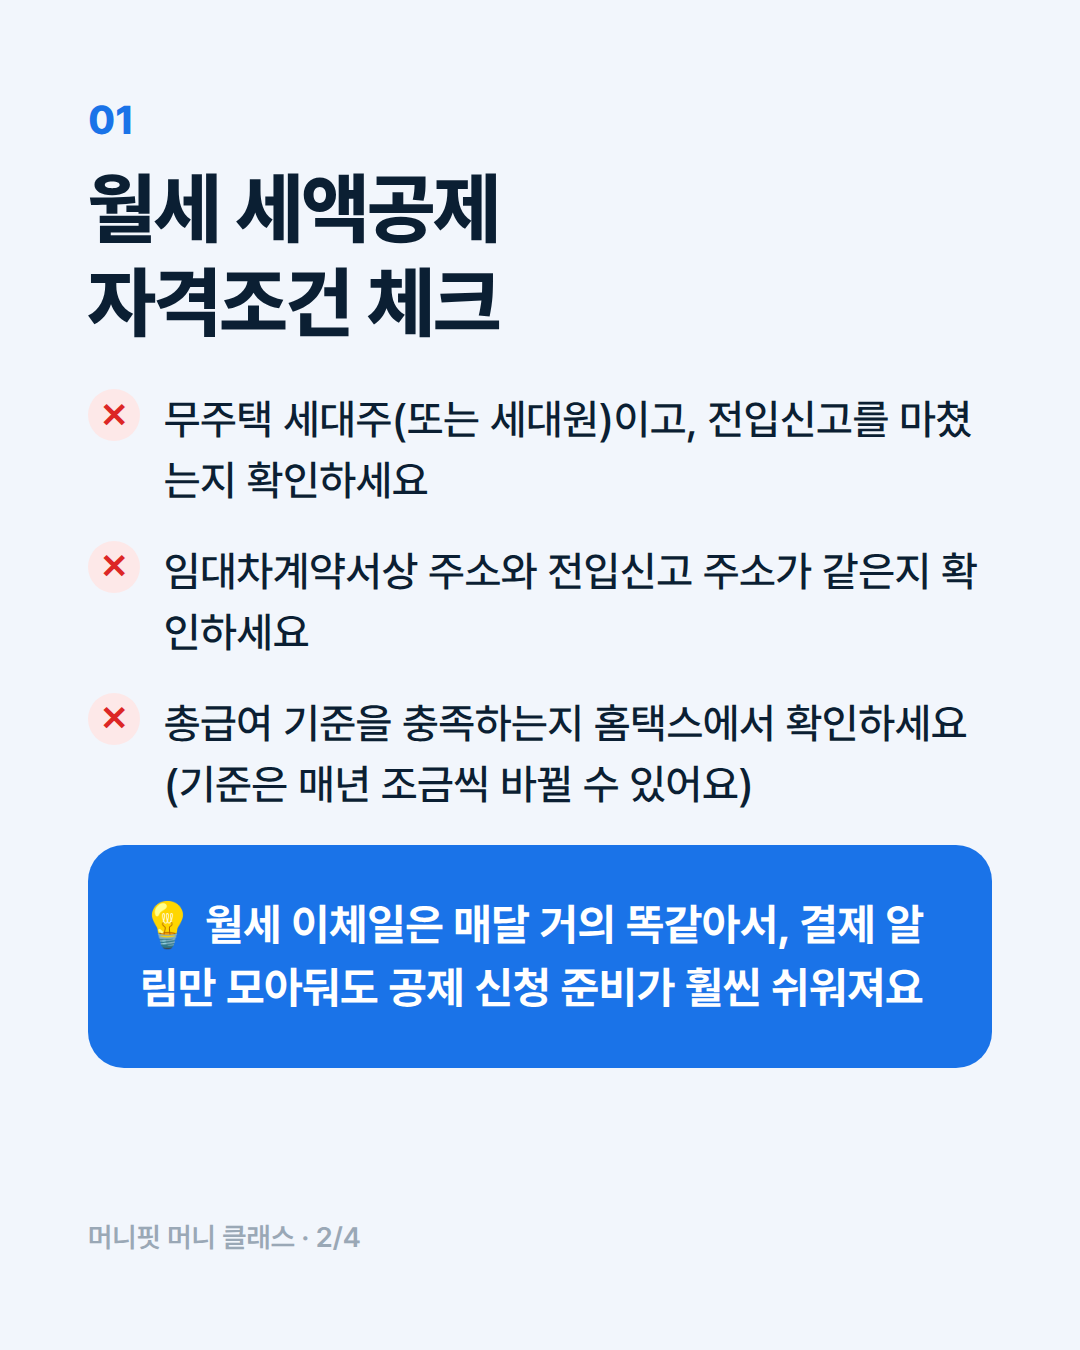 01
월세 세액공제
자격조건 체크
✕ 무주택 세대주(또는 세대원)이고, 전입신고를 마쳤
는지 확인하세요
✕ 임대차계약서상 주소와 전입신고 주소가 같은지 확
인하세요
✕ 총급여 기준을 충족하는지 홈택스에서 확인하세요
(기준은 매년 조금씩 바뀔 수 있어요)
💡 월세 이체일은 매달 거의 똑같아서, 결제 알
림만 모아둬도 공제 신청 준비가 훨씬 쉬워져요
머니핏 머니 클래스 · 2/4